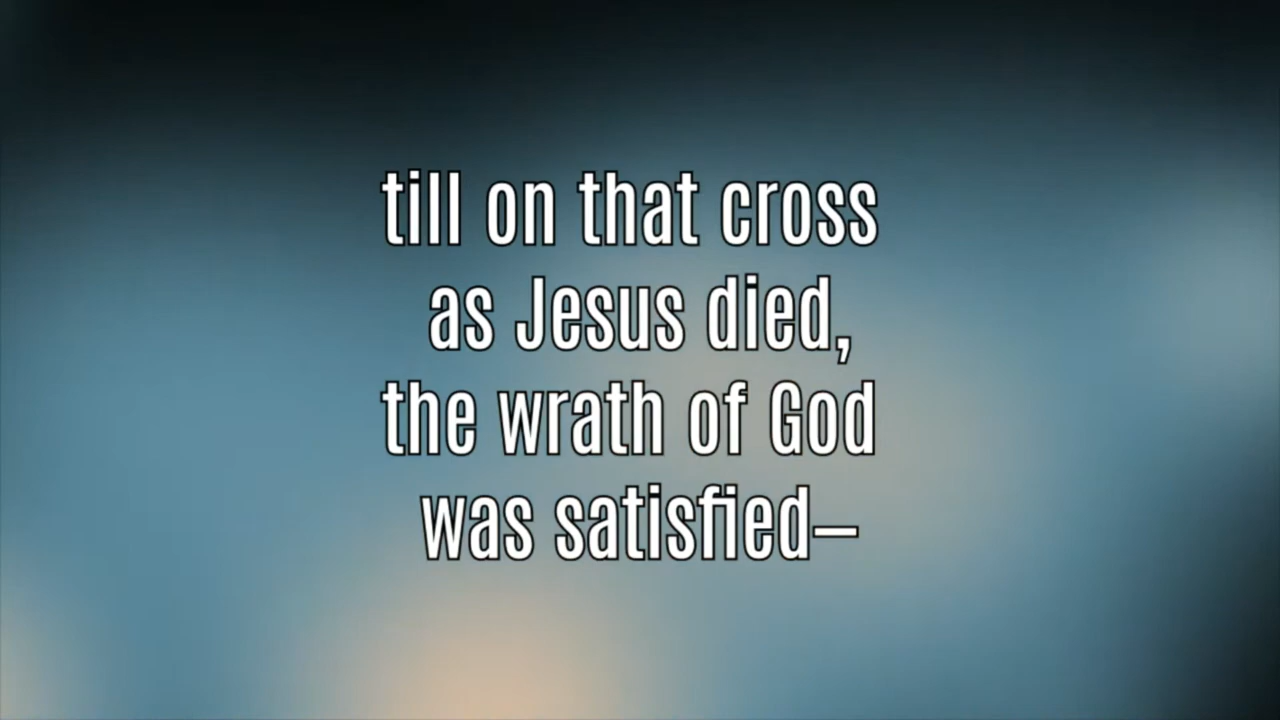 till on that cross
as Jesus died,
the wrath of God
was satisfied—